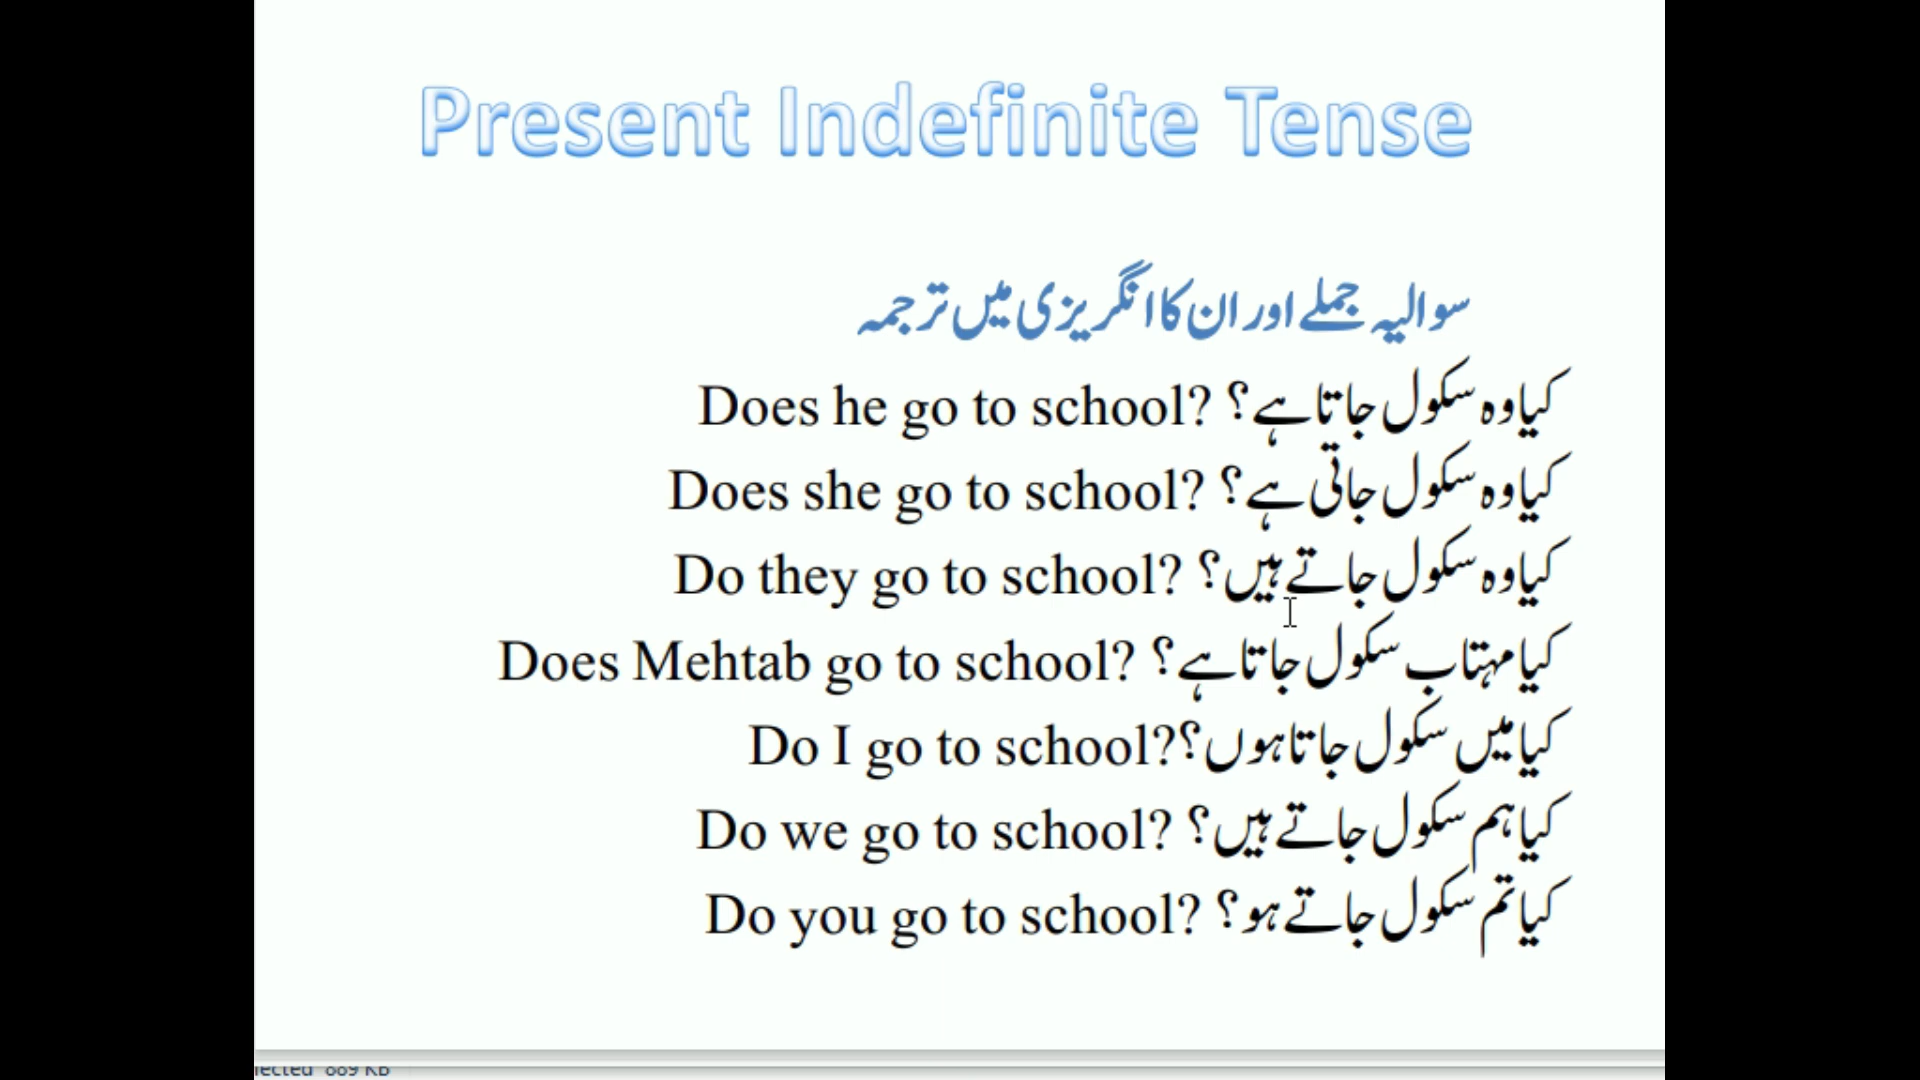 Present Indefinite Tense
سوالیہ جملے اور ان کا انگریزی میں ترجمہ
کیا وہ سکول جاتا ہے؟ Does he go to school?
کیا وہ سکول جاتی ہے؟ Does she go to school?
کیا وہ سکول جاتے ہیں؟ Do they go to school?
کیا مہتاب سکول جاتا ہے؟ Does Mehtab go to school?
کیا میں سکول جاتا ہوں؟ Do I go to school?
کیا ہم سکول جاتے ہیں؟ Do we go to school?
کیا تم سکول جاتے ہو؟ Do you go to school?
lected 889 KB